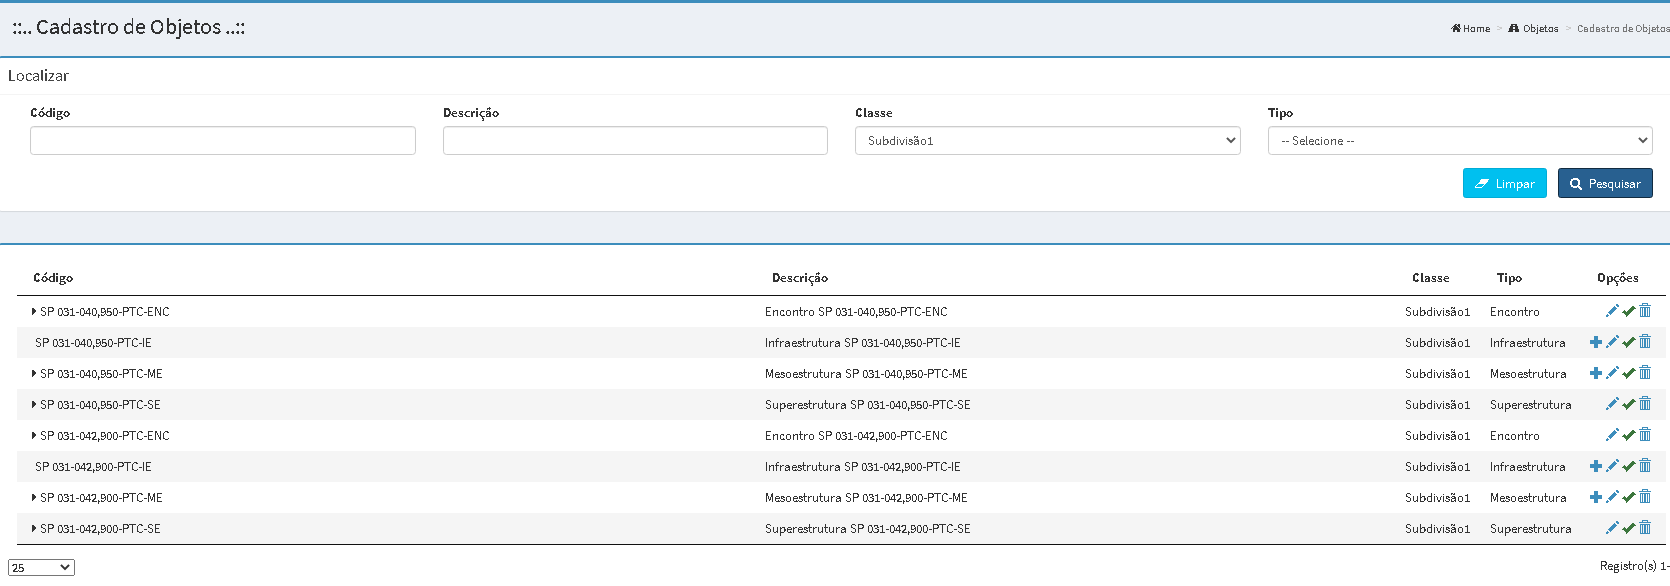 ::.. Cadastro de Objetos ..::
Home > Objetos > Cadastro de Objetos
Localizar
Código Descrição Classe Tipo
Subdivisão1 -- Selecione --
Limpar Pesquisar
Código Descrição Classe Tipo Opções
SP 031-040,950-PTC-ENC Encontro SP 031-040,950-PTC-ENC Subdivisão1 Encontro
SP 031-040,950-PTC-IE Infraestrutura SP 031-040,950-PTC-IE Subdivisão1 Infraestrutura
SP 031-040,950-PTC-ME Mesoestrutura SP 031-040,950-PTC-ME Subdivisão1 Mesoestrutura
SP 031-040,950-PTC-SE Superestrutura SP 031-040,950-PTC-SE Subdivisão1 Superestrutura
SP 031-042,900-PTC-ENC Encontro SP 031-042,900-PTC-ENC Subdivisão1 Encontro
SP 031-042,900-PTC-IE Infraestrutura SP 031-042,900-PTC-IE Subdivisão1 Infraestrutura
SP 031-042,900-PTC-ME Mesoestrutura SP 031-042,900-PTC-ME Subdivisão1 Mesoestrutura
SP 031-042,900-PTC-SE Superestrutura SP 031-042,900-PTC-SE Subdivisão1 Superestrutura
25 Registro(s) 1-